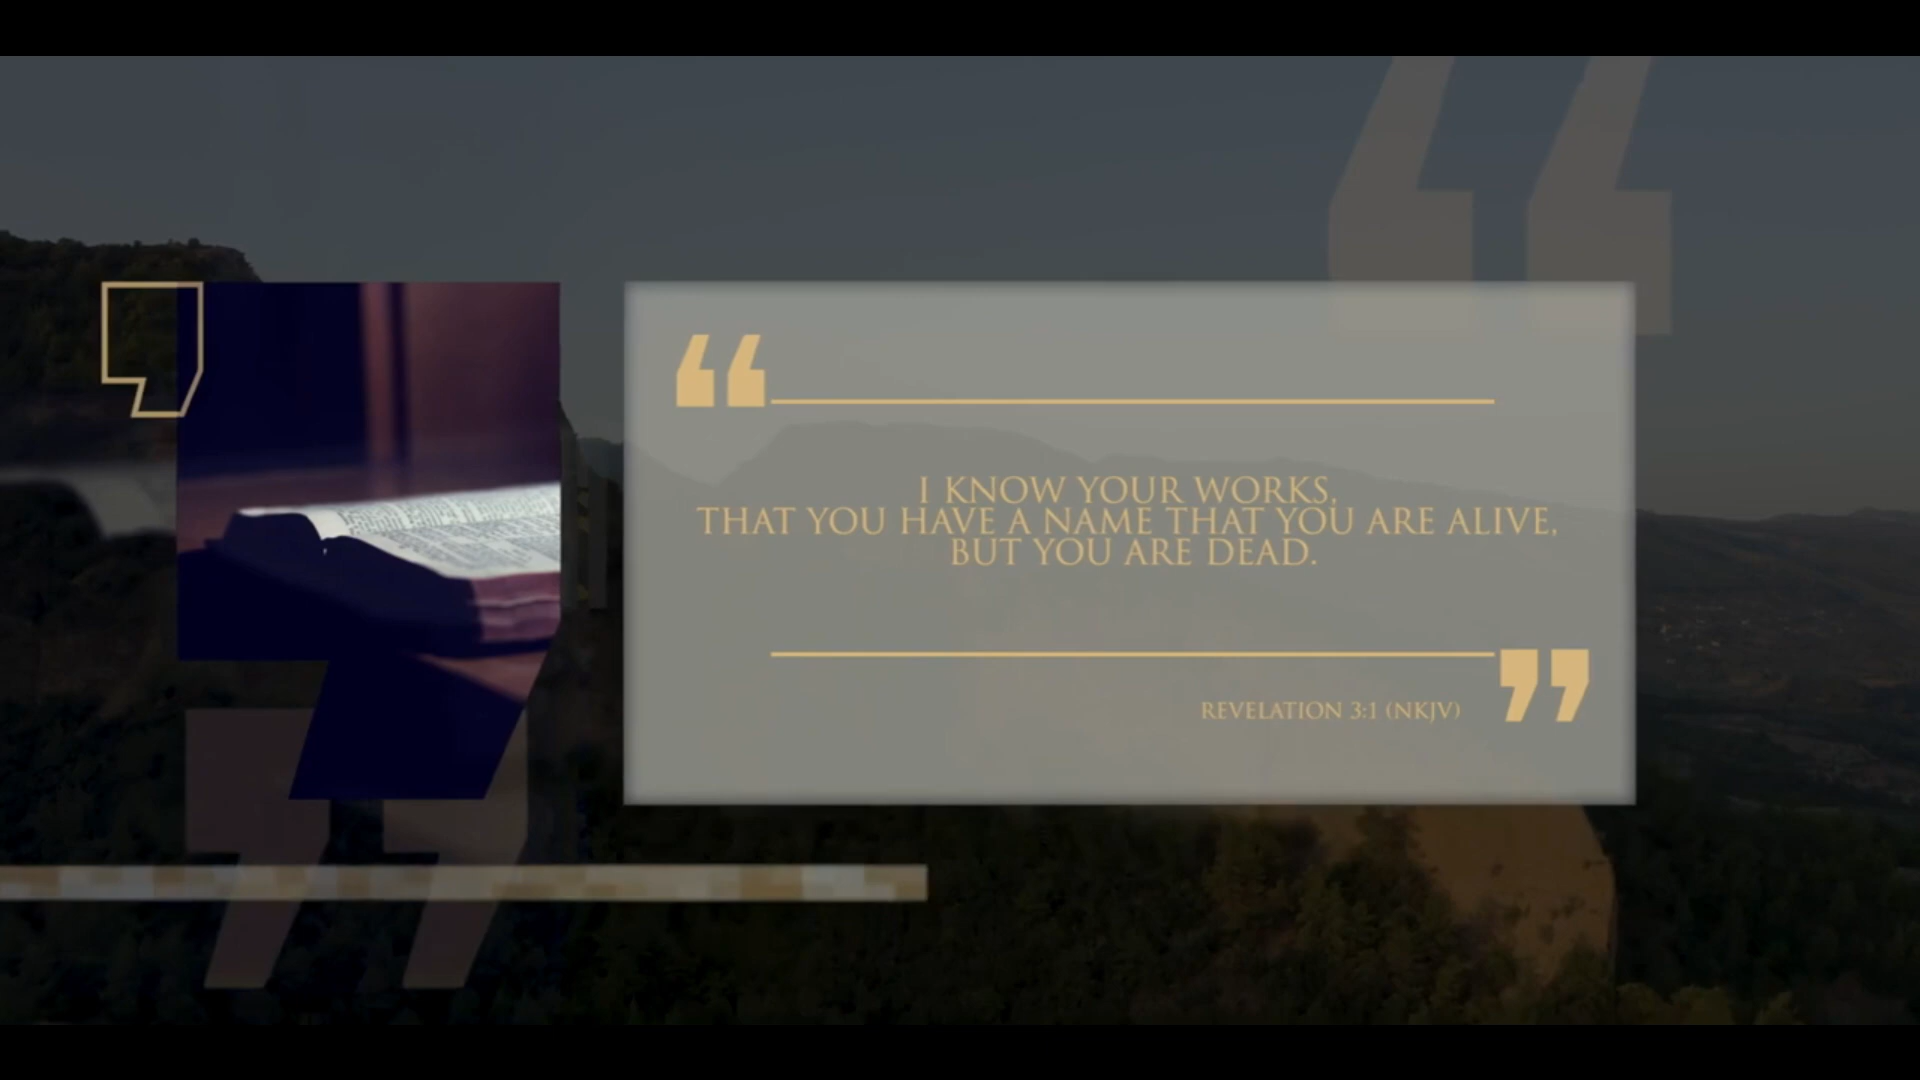 I KNOW YOUR WORKS,
THAT YOU HAVE A NAME THAT YOU ARE ALIVE,
BUT YOU ARE DEAD.
REVELATION 3:1 (NKJV)